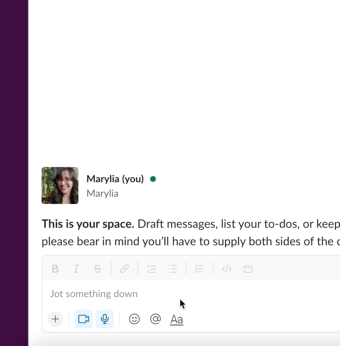 Marylia (you)
Marylia
This is your space. Draft messages, list your to-dos, or keep
please bear in mind you'll have to supply both sides of the
B I S
Jot something down
+ @ Aa